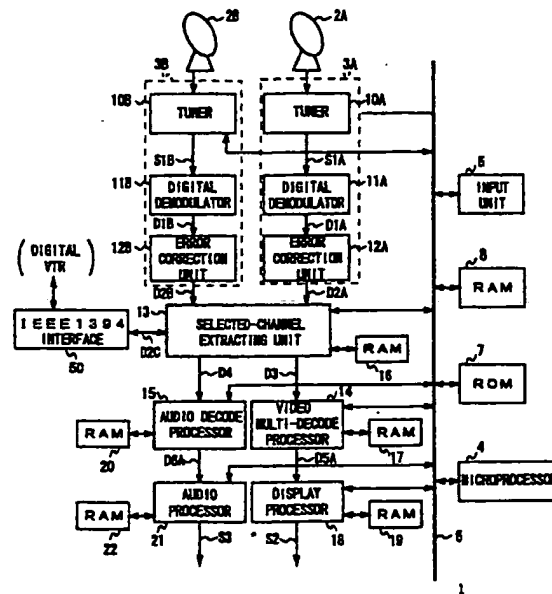 2B
2A
3B
3A
10B
TUNER
10A
TUNER
S1B
S1A
5
INPUT
UNIT
11B
DIGITAL
DEMODULATOR
11A
DIGITAL
DEMODULATOR
D1B
D1A
12B
ERROR
CORRECTION
UNIT
12A
ERROR
CORRECTION
UNIT
8
RAM
(DIGITAL
VTR)
D2B
D2A
13
SELECTED-CHANNEL
EXTRACTING UNIT
IEEE1394
INTERFACE
50
D2C
RAM
16
7
ROM
D4
D3
15
AUDIO DECODE
PROCESSOR
14
VIDEO
MULTI-DECODE
PROCESSOR
RAM
20
RAM
17
4
MICROPROCESSOR
D6A
D5A
RAM
22
AUDIO
PROCESSOR
21
DISPLAY
PROCESSOR
18
RAM
19
6
S3
S2
1